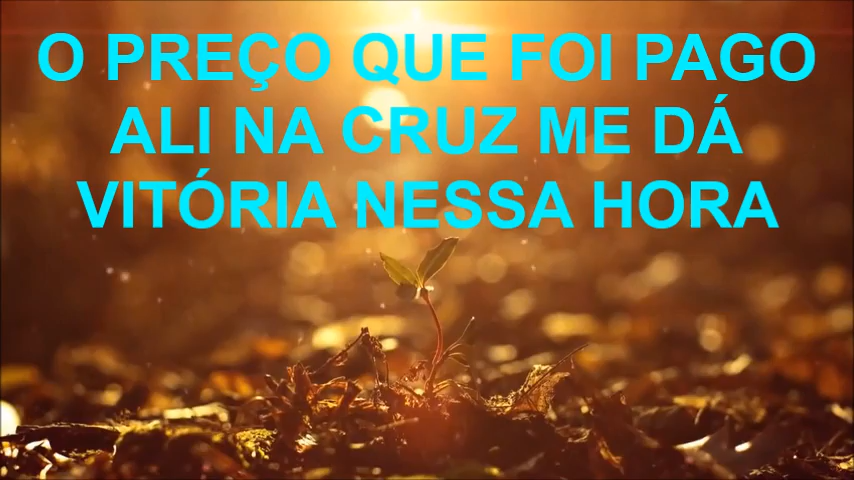 O PREÇO QUE FOI PAGO
ALI NA CRUZ ME DÁ
VITÓRIA NESSA HORA